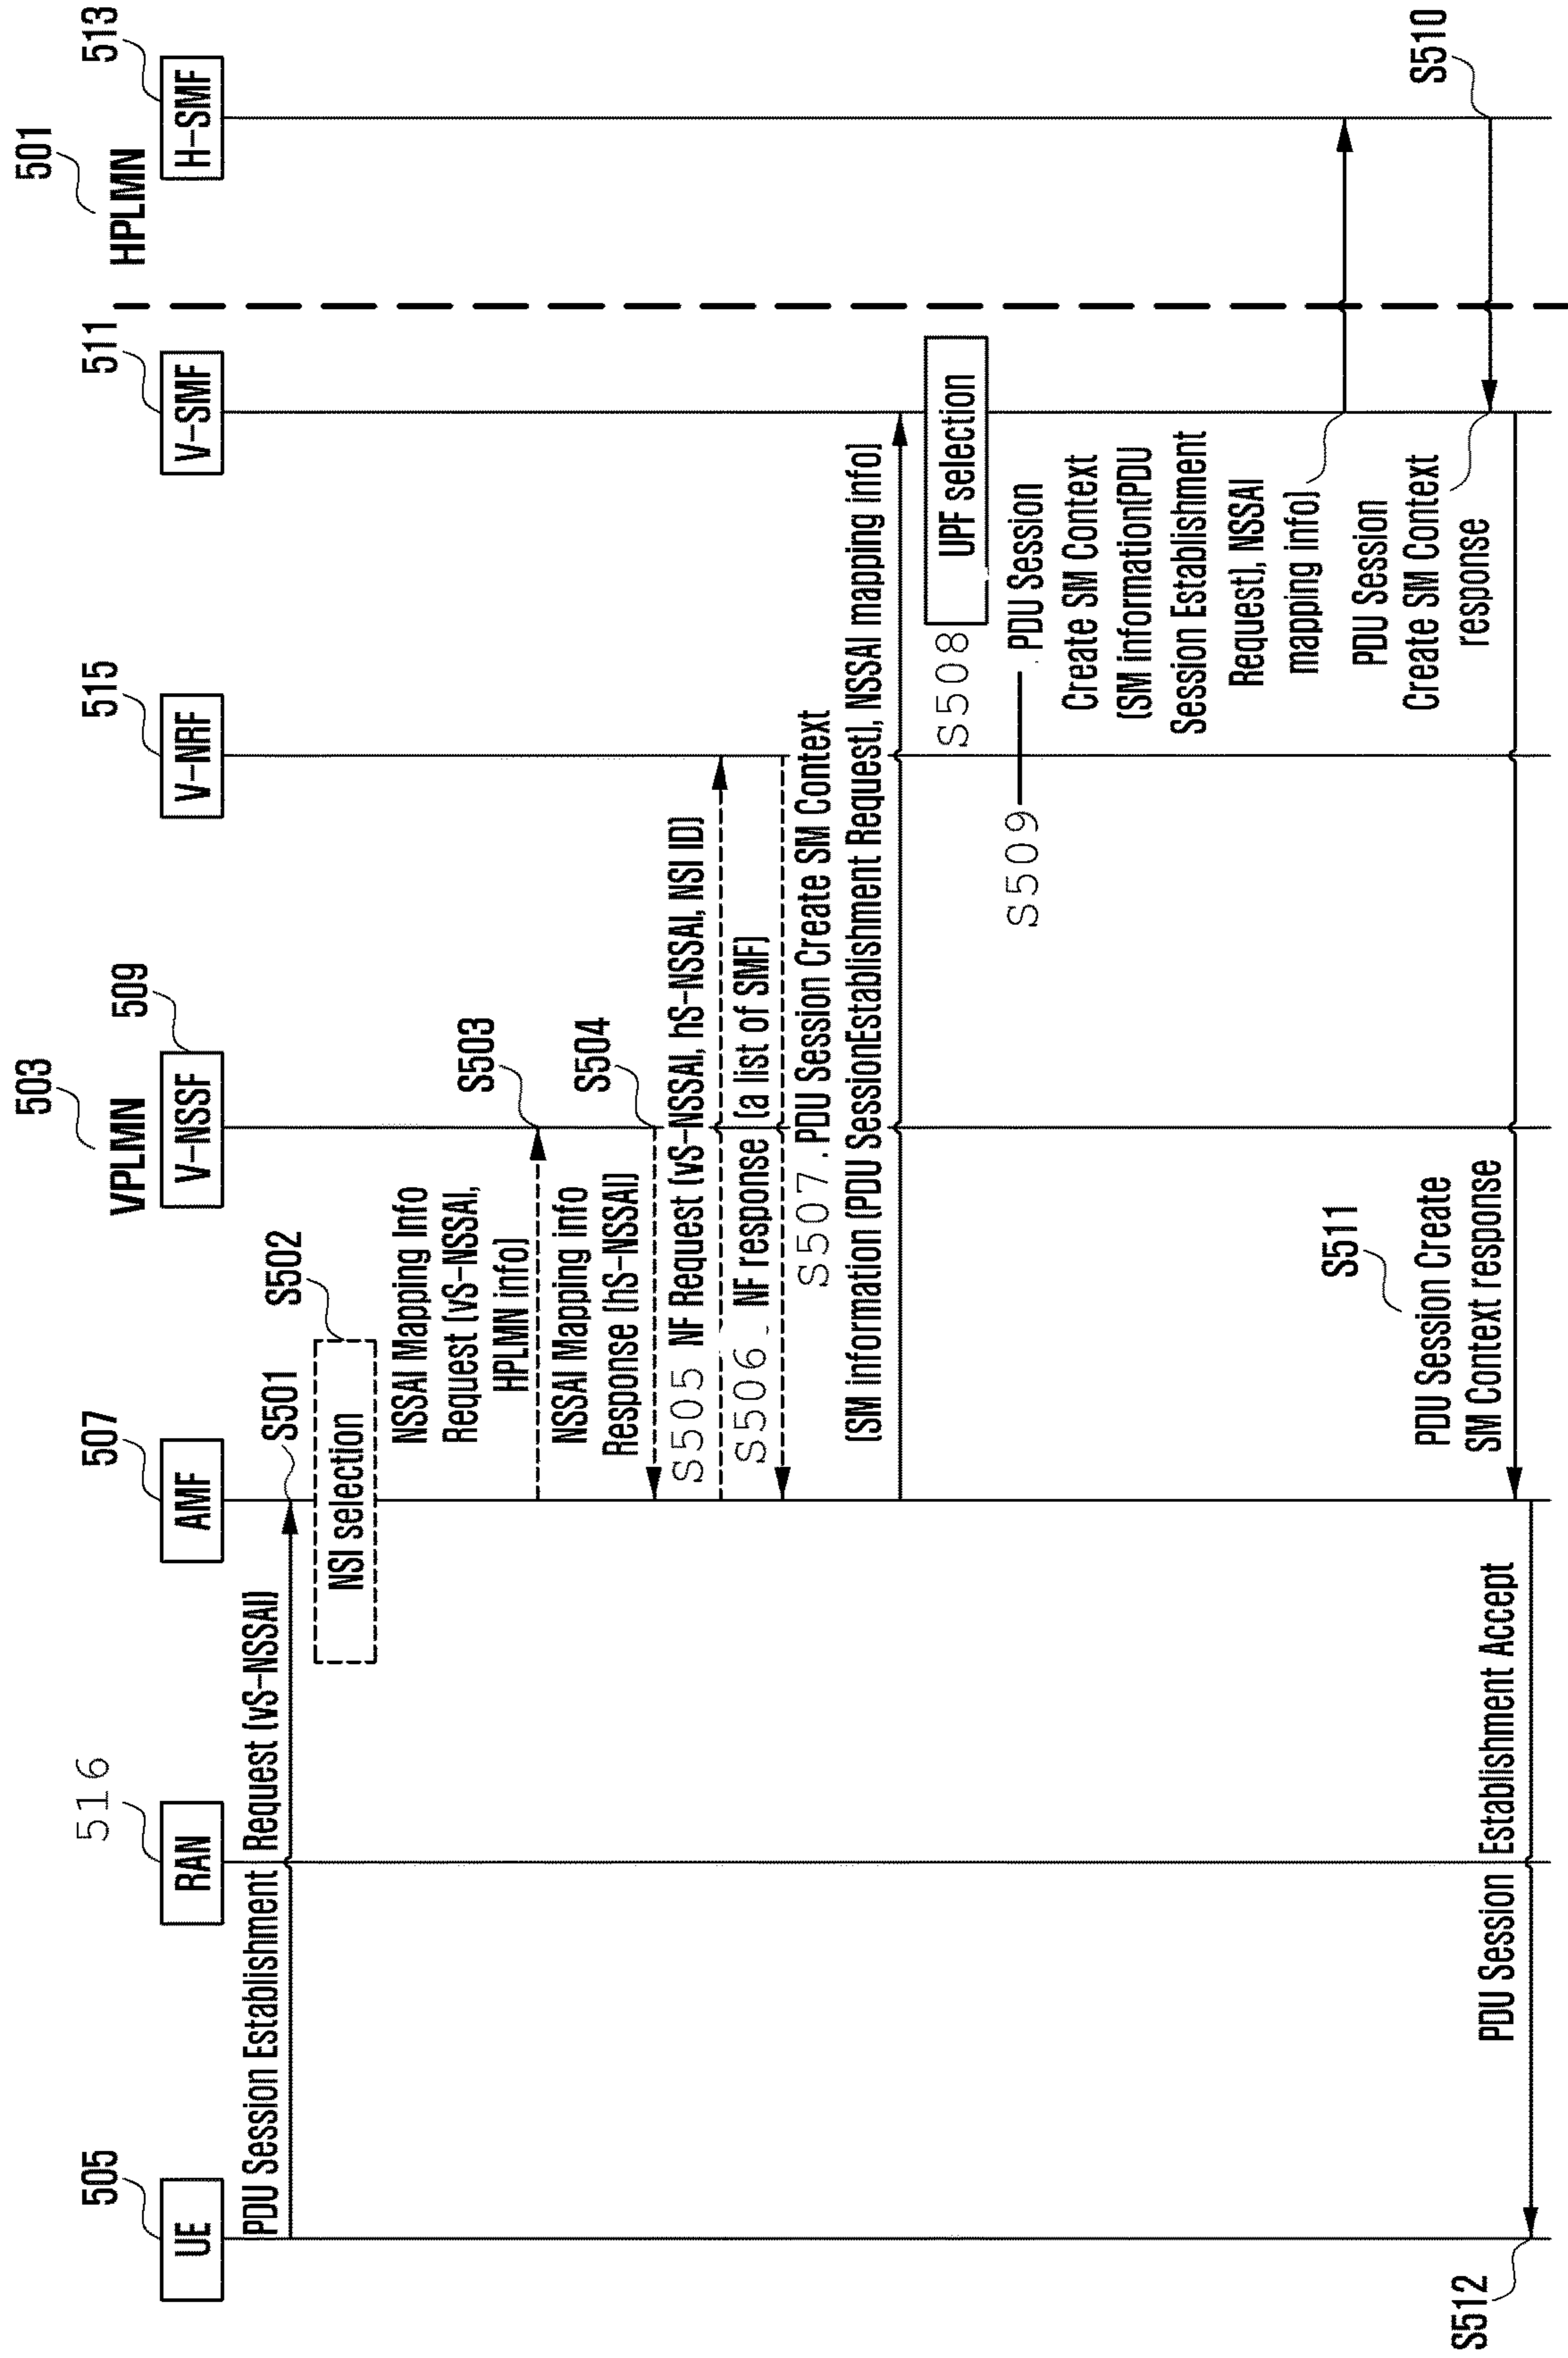 503
VPLMN
501
HPLMN
505
UE
516
RAN
507
AMF
509
V-NSSF
515
V-NRF
511
V-SMF
513
H-SMF
PDU Session Establishment Request (vS-NSSAI)
S501
NSI selection
S502
NSSAI Mapping Info
Request (vS-NSSAI,
HPLMN info)
S503
NSSAI Mapping info
Response (hS-NSSAI)
S504
S505 NF Request (vS-NSSAI, hS-NSSAI, NSI ID)
S506 NF response (a list of SMF)
S507. PDU Session Create SM Context
(SM information (PDU SessionEstablishment Request), NSSAI mapping info)
S508
UPF selection
S509
PDU Session
Create SM Context
(SM information(PDU
Session Establishment
Request), NSSAI
mapping info)
PDU Session
Create SM Context
response
S510
S511
PDU Session Create
SM Context response
PDU Session Establishment Accept
S512